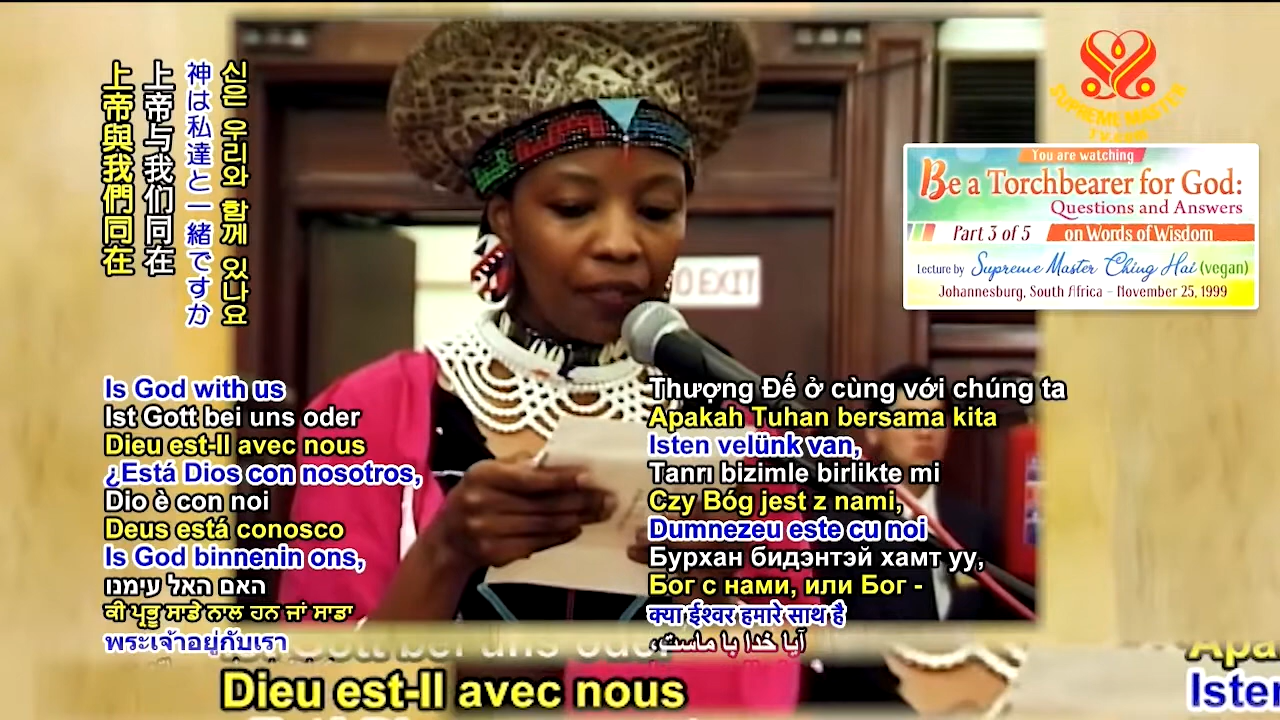 上帝與我們同在
上帝与我们同在
神は私達と一緒ですか
신은 우리와 함께 있나요
SUPREME MASTER
TV.COM
You are watching
Be a Torchbearer for God:
Questions and Answers
Part 3 of 5 on Words of Wisdom
Lecture by Supreme Master Ching Hai (vegan)
Johannesburg, South Africa - November 25, 1999
EXIT
Is God with us
Ist Gott bei uns oder
Dieu est-Il avec nous
¿Está Dios con nosotros,
Dio è con noi
Deus está conosco
Is God binnenin ons,
האם האל עימנו
ਕੀ ਪ੍ਰਭੂ ਸਾਡੇ ਨਾਲ ਹਨ ਜਾਂ ਸਾਡਾ
พระเจ้าอยู่กับเรา
Thượng Đế ở cùng với chúng ta
Apakah Tuhan bersama kita
Isten velünk van,
Tanrı bizimle birlikte mi
Czy Bóg jest z nami,
Dumnezeu este cu noi
Бурхан бидэнтэй хамт уу,
Бог с нами, или Бог -
क्या ईश्वर हमारे साथ है
آیا خدا با ماست،
Dieu est-Il avec nous